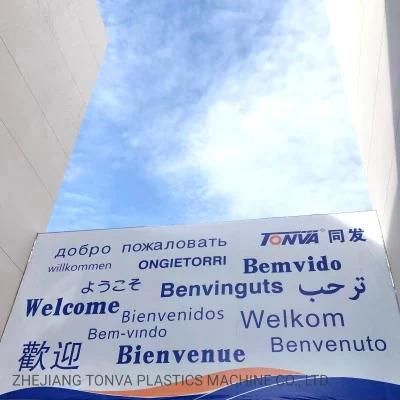 TONVA® 同发
добро пожаловать
willkommen ONGIETORRI Bemvido
ようこそ Benvinguts ترحب
Welcome Bienvenidos Welkom
Bem-vindo
歡迎 Bienvenue Benvenuto
ZHEJIANG TONVA PLASTICS MACHINE CO., LTD.